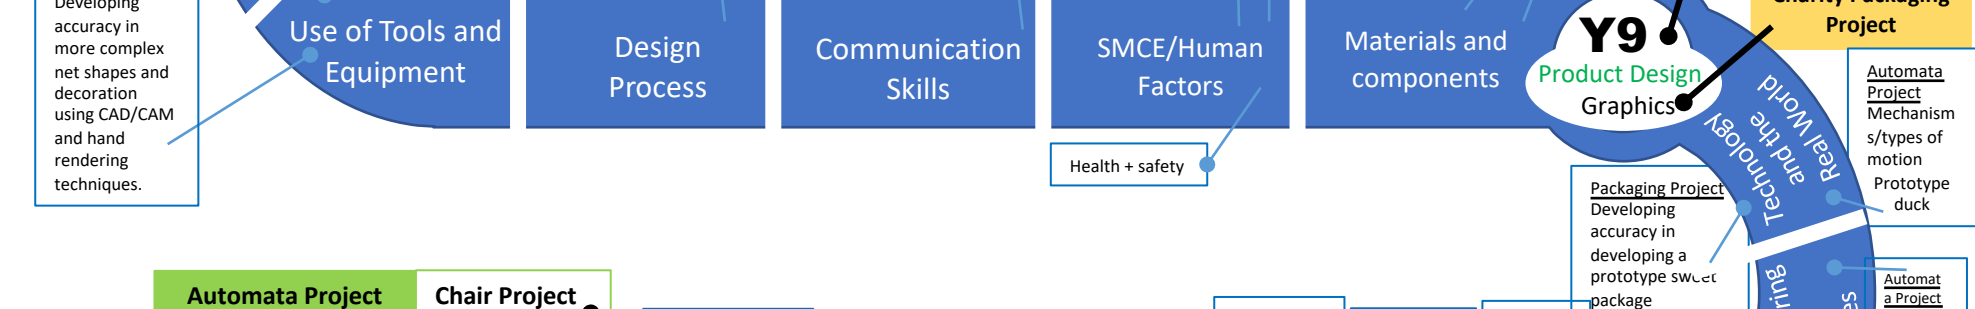 Developing
accuracy in
more complex
net shapes and
decoration
using CAD/CAM
and hand
rendering
techniques.
Use of Tools and
Equipment
Design
Process
Communication
Skills
SMCE/Human
Factors
Health + safety
Materials and
components
Y9
Product Design
Graphics
Charity Packaging
Project
Technology
and the
Real World
Automata
Project
Mechanism
s/types of
motion
Prototype
duck
Packaging Project
Developing
accuracy in
developing a
prototype sweet
package
Automat
a Project
Automata Project
Chair Project